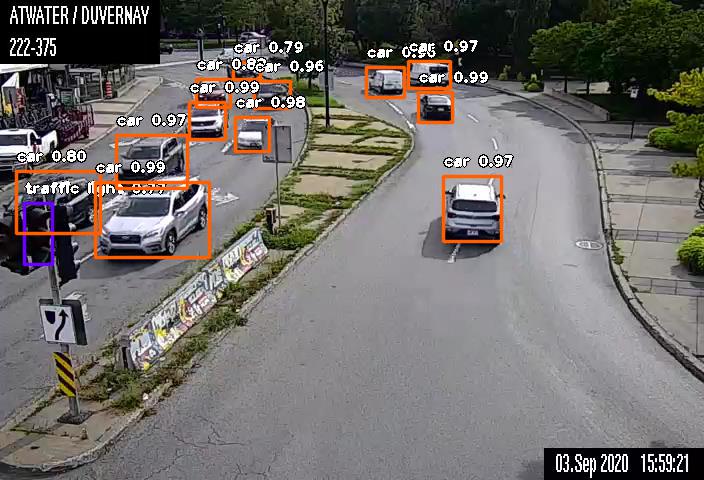 ATWATER / DUVERNAY
222-375
car 0.79
car 0.97
car 0.96
car 0.99
car 0.99
car 0.98
car 0.97
car 0.80
car 0.99
car 0.97
traffic light
03.Sep 2020 15:59:21